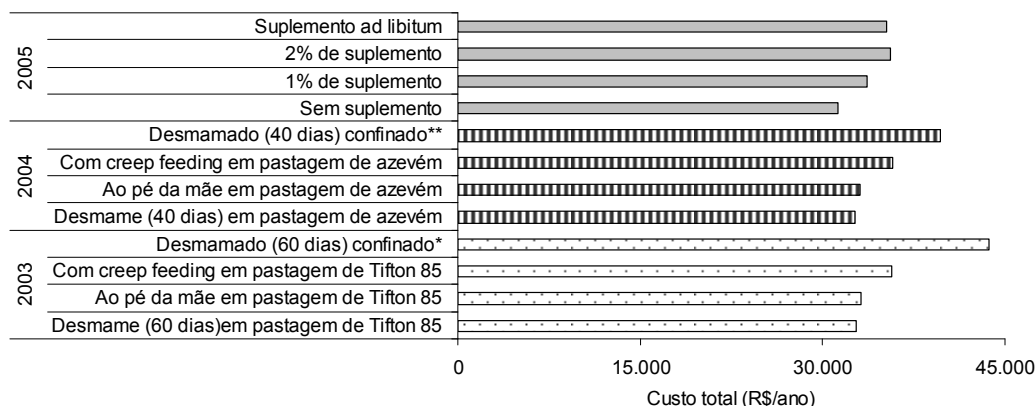 2005
Suplemento ad libitum
2% de suplemento
1% de suplemento
Sem suplemento
2004
Desmamado (40 dias) confinado**
Com creep feeding em pastagem de azevém
Ao pé da mãe em pastagem de azevém
Desmame (40 dias) em pastagem de azevém
2003
Desmamado (60 dias) confinado*
Com creep feeding em pastagem de Tifton 85
Ao pé da mãe em pastagem de Tifton 85
Desmame (60 dias)em pastagem de Tifton 85
0 15.000 30.000 45.000
Custo total (R$/ano)